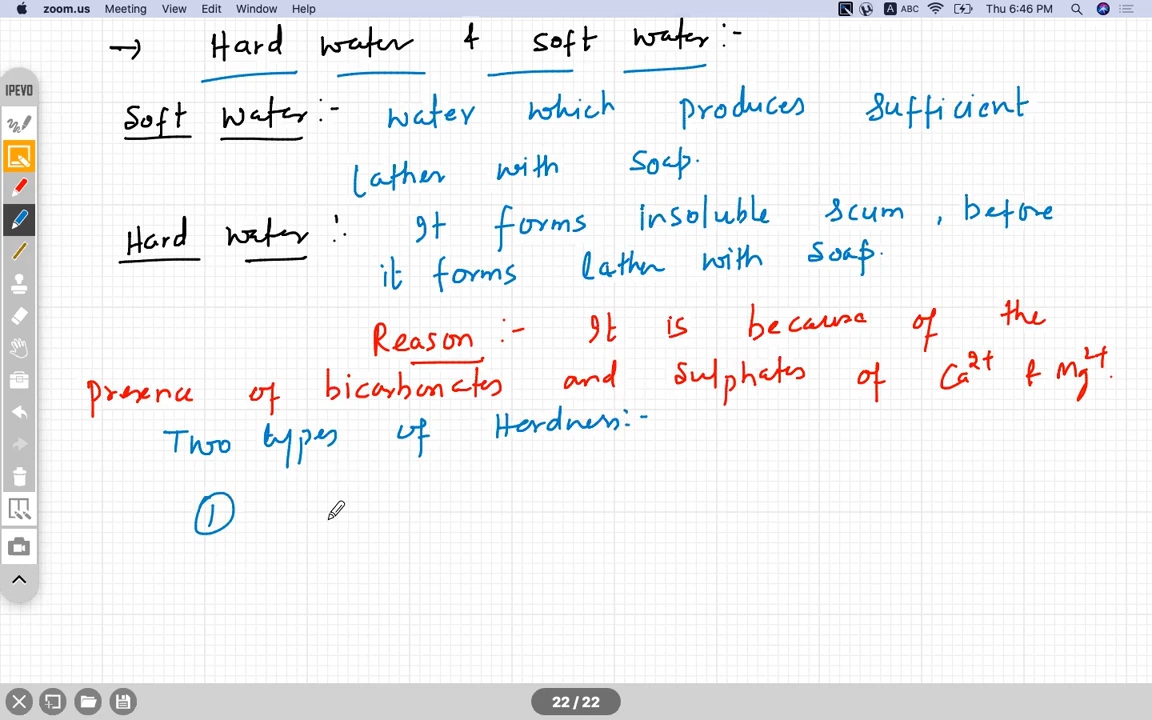 zoom.us Meeting View Edit Window Help ABC Thu 6:46 PM
→ Hard water & soft water:-
IPEVO
Soft water:- water which produces sufficient
lather with soap.
Hard water:- It forms insoluble scum, before
it forms lather with soap.
Reason:- It is because of the
presence of bicarbonates and sulphates of Ca²⁺ & Mg²⁺.
Two types of Hardness:-
①
22 / 22